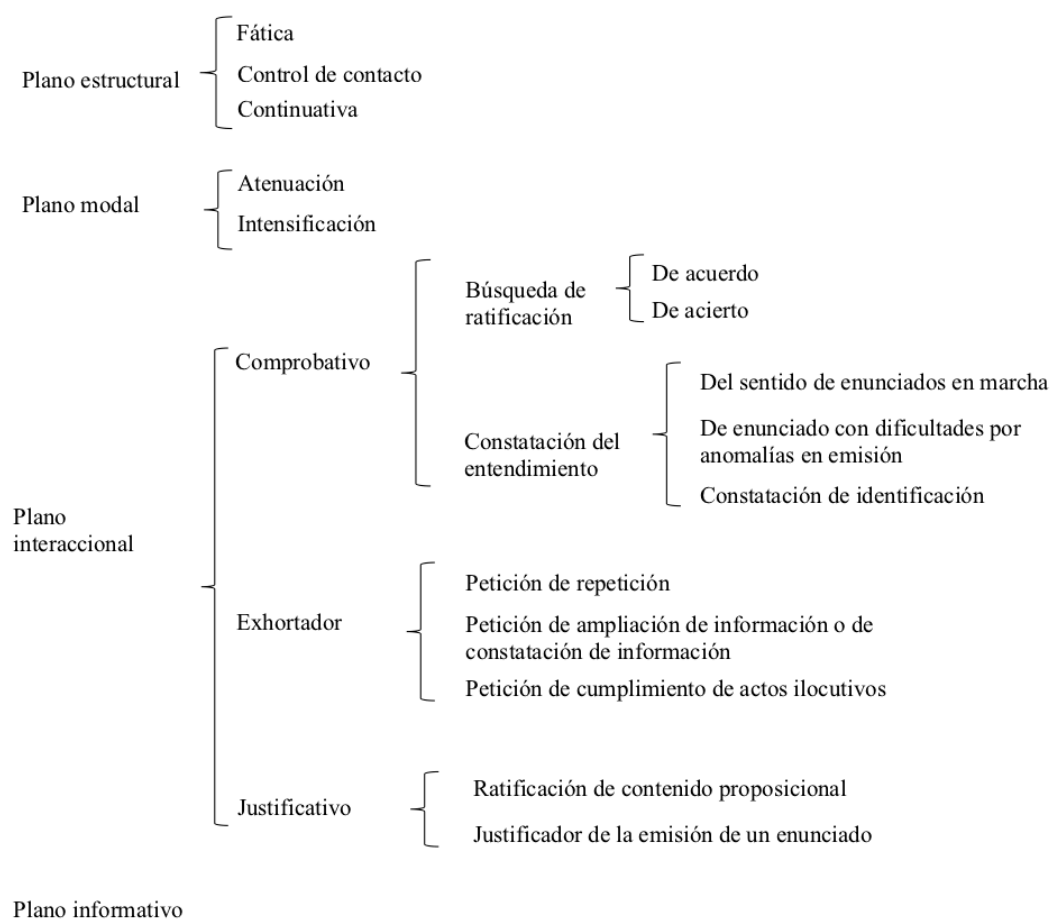 Plano estructural
Fática
Control de contacto
Continuativa
Plano modal
Atenuación
Intensificación
Plano
interaccional
Comprobativo
Búsqueda de
ratificación
De acuerdo
De acierto
Constatación del
entendimiento
Del sentido de enunciados en marcha
De enunciado con dificultades por
anomalías en emisión
Constatación de identificación
Exhortador
Petición de repetición
Petición de ampliación de información o de
constatación de información
Petición de cumplimiento de actos ilocutivos
Justificativo
Ratificación de contenido proposicional
Justificador de la emisión de un enunciado
Plano informativo